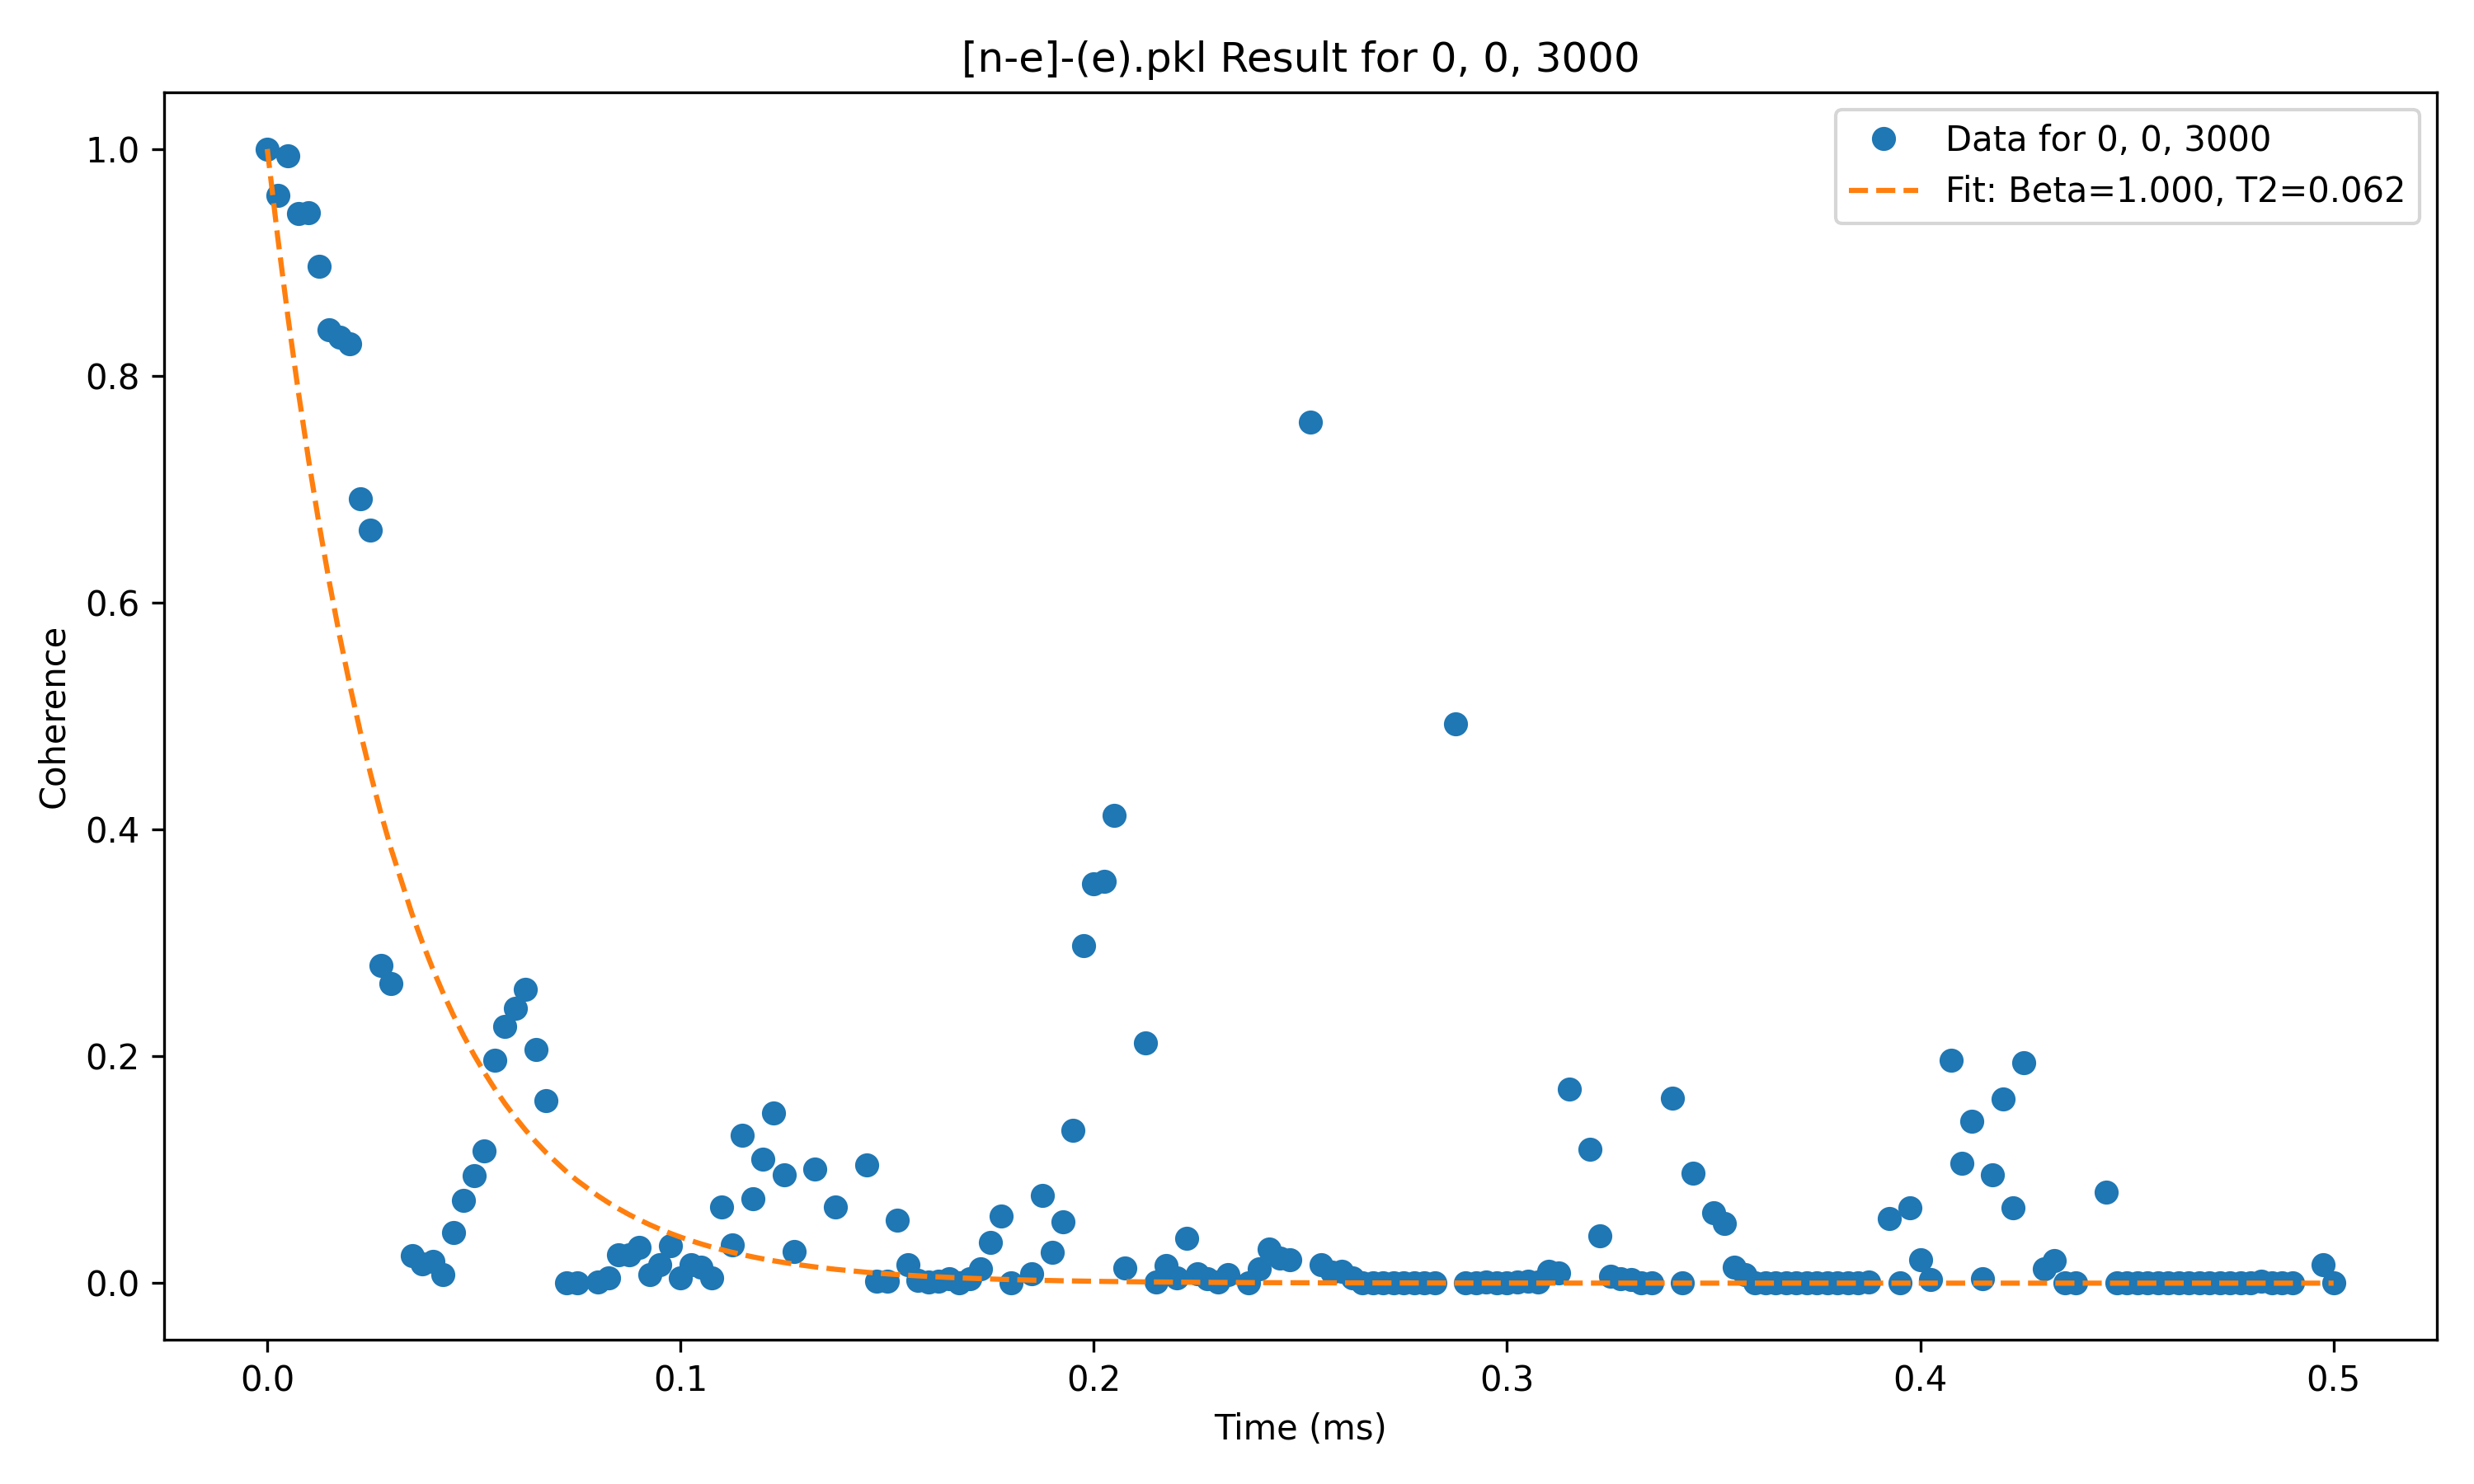 [n-e]-(e).pkl Result for 0, 0, 3000
Data for 0, 0, 3000
Fit: Beta=1.000, T2=0.062
Coherence
1.0
0.8
0.6
0.4
0.2
0.0
0.0 0.1 0.2 0.3 0.4 0.5
Time (ms)